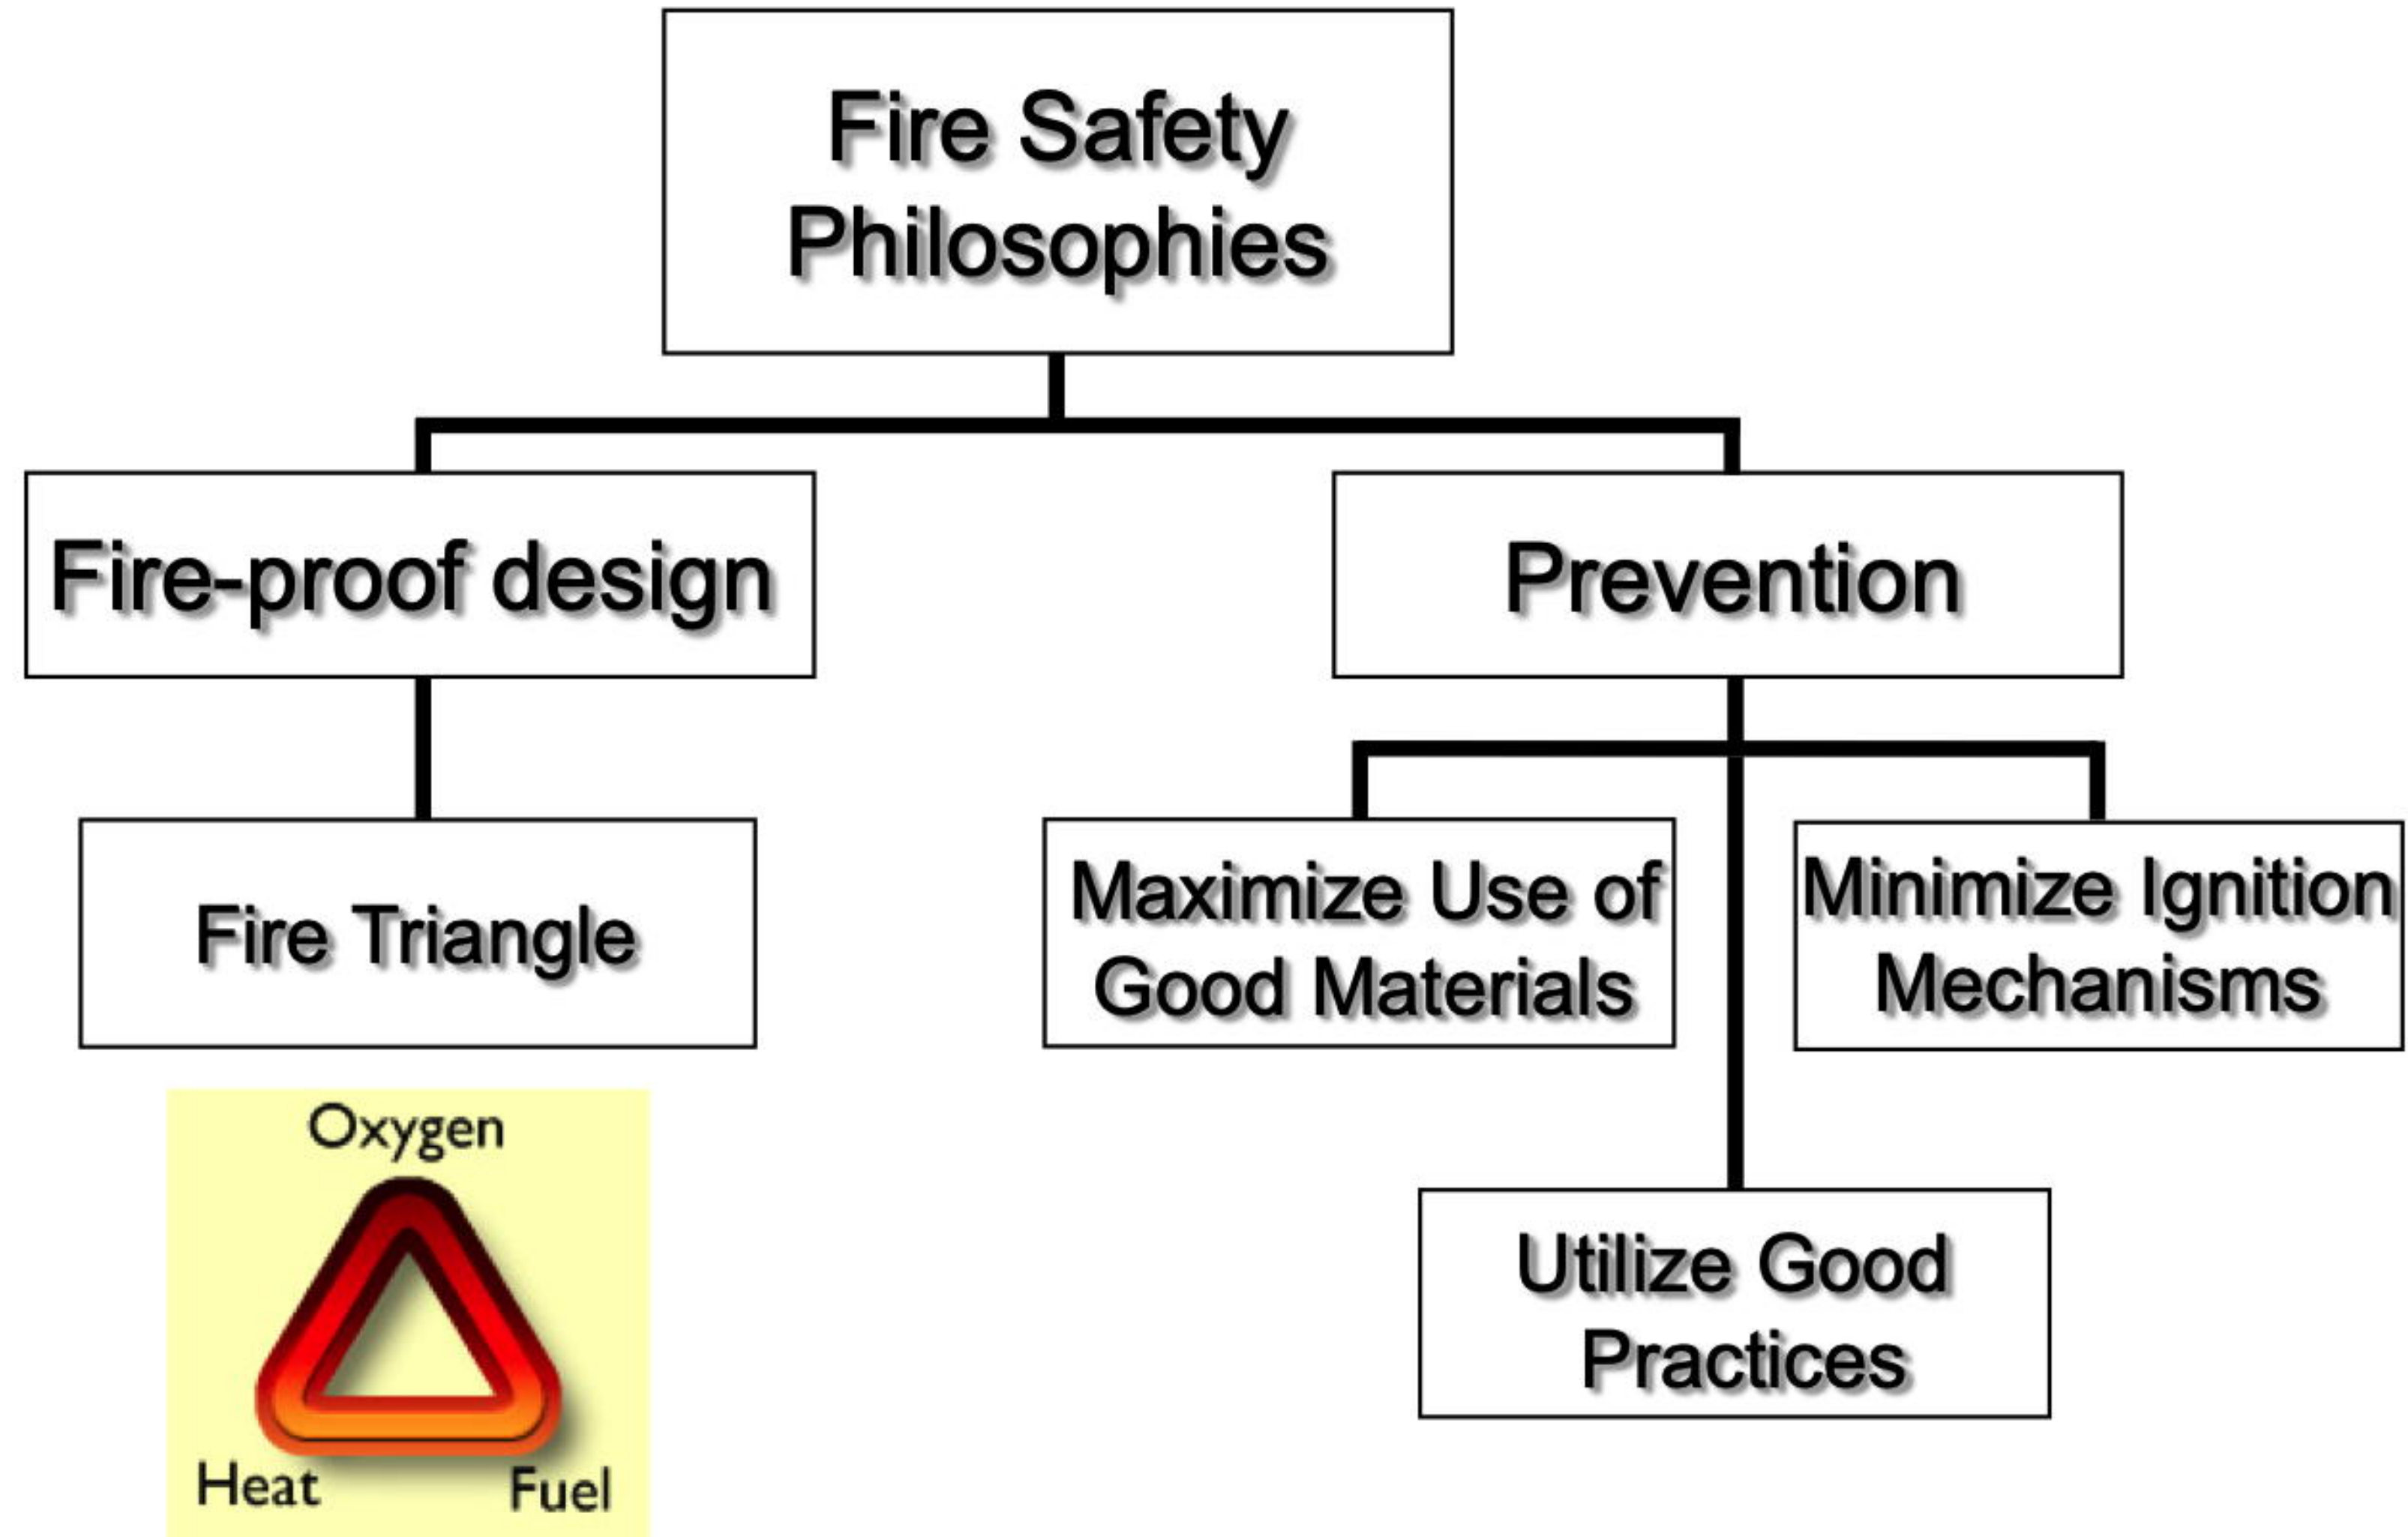 Fire Safety
Philosophies
Fire-proof design
Prevention
Fire Triangle
Maximize Use of
Good Materials
Minimize Ignition
Mechanisms
Utilize Good
Practices
Oxygen
Heat
Fuel